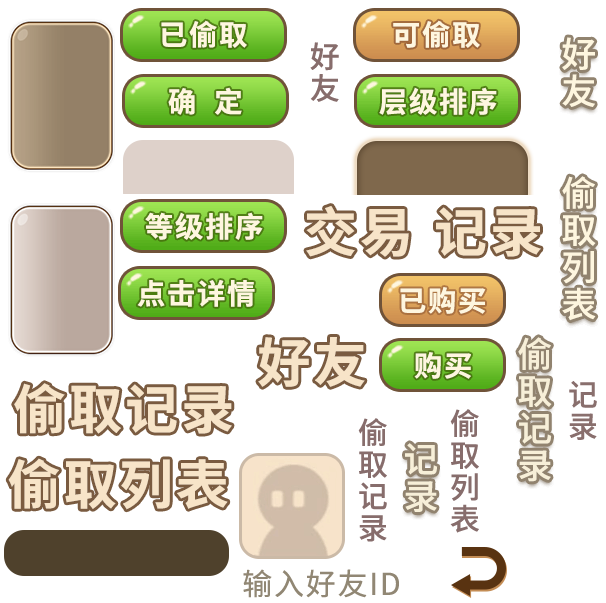 已偷取
可偷取
好友
好友
确 定
层级排序
偷取列表
等级排序
交易 记录
点击详情
已购买
好友
购买
偷取记录
记录
偷取记录
偷取记录
记录
偷取列表
偷取列表
输入好友ID